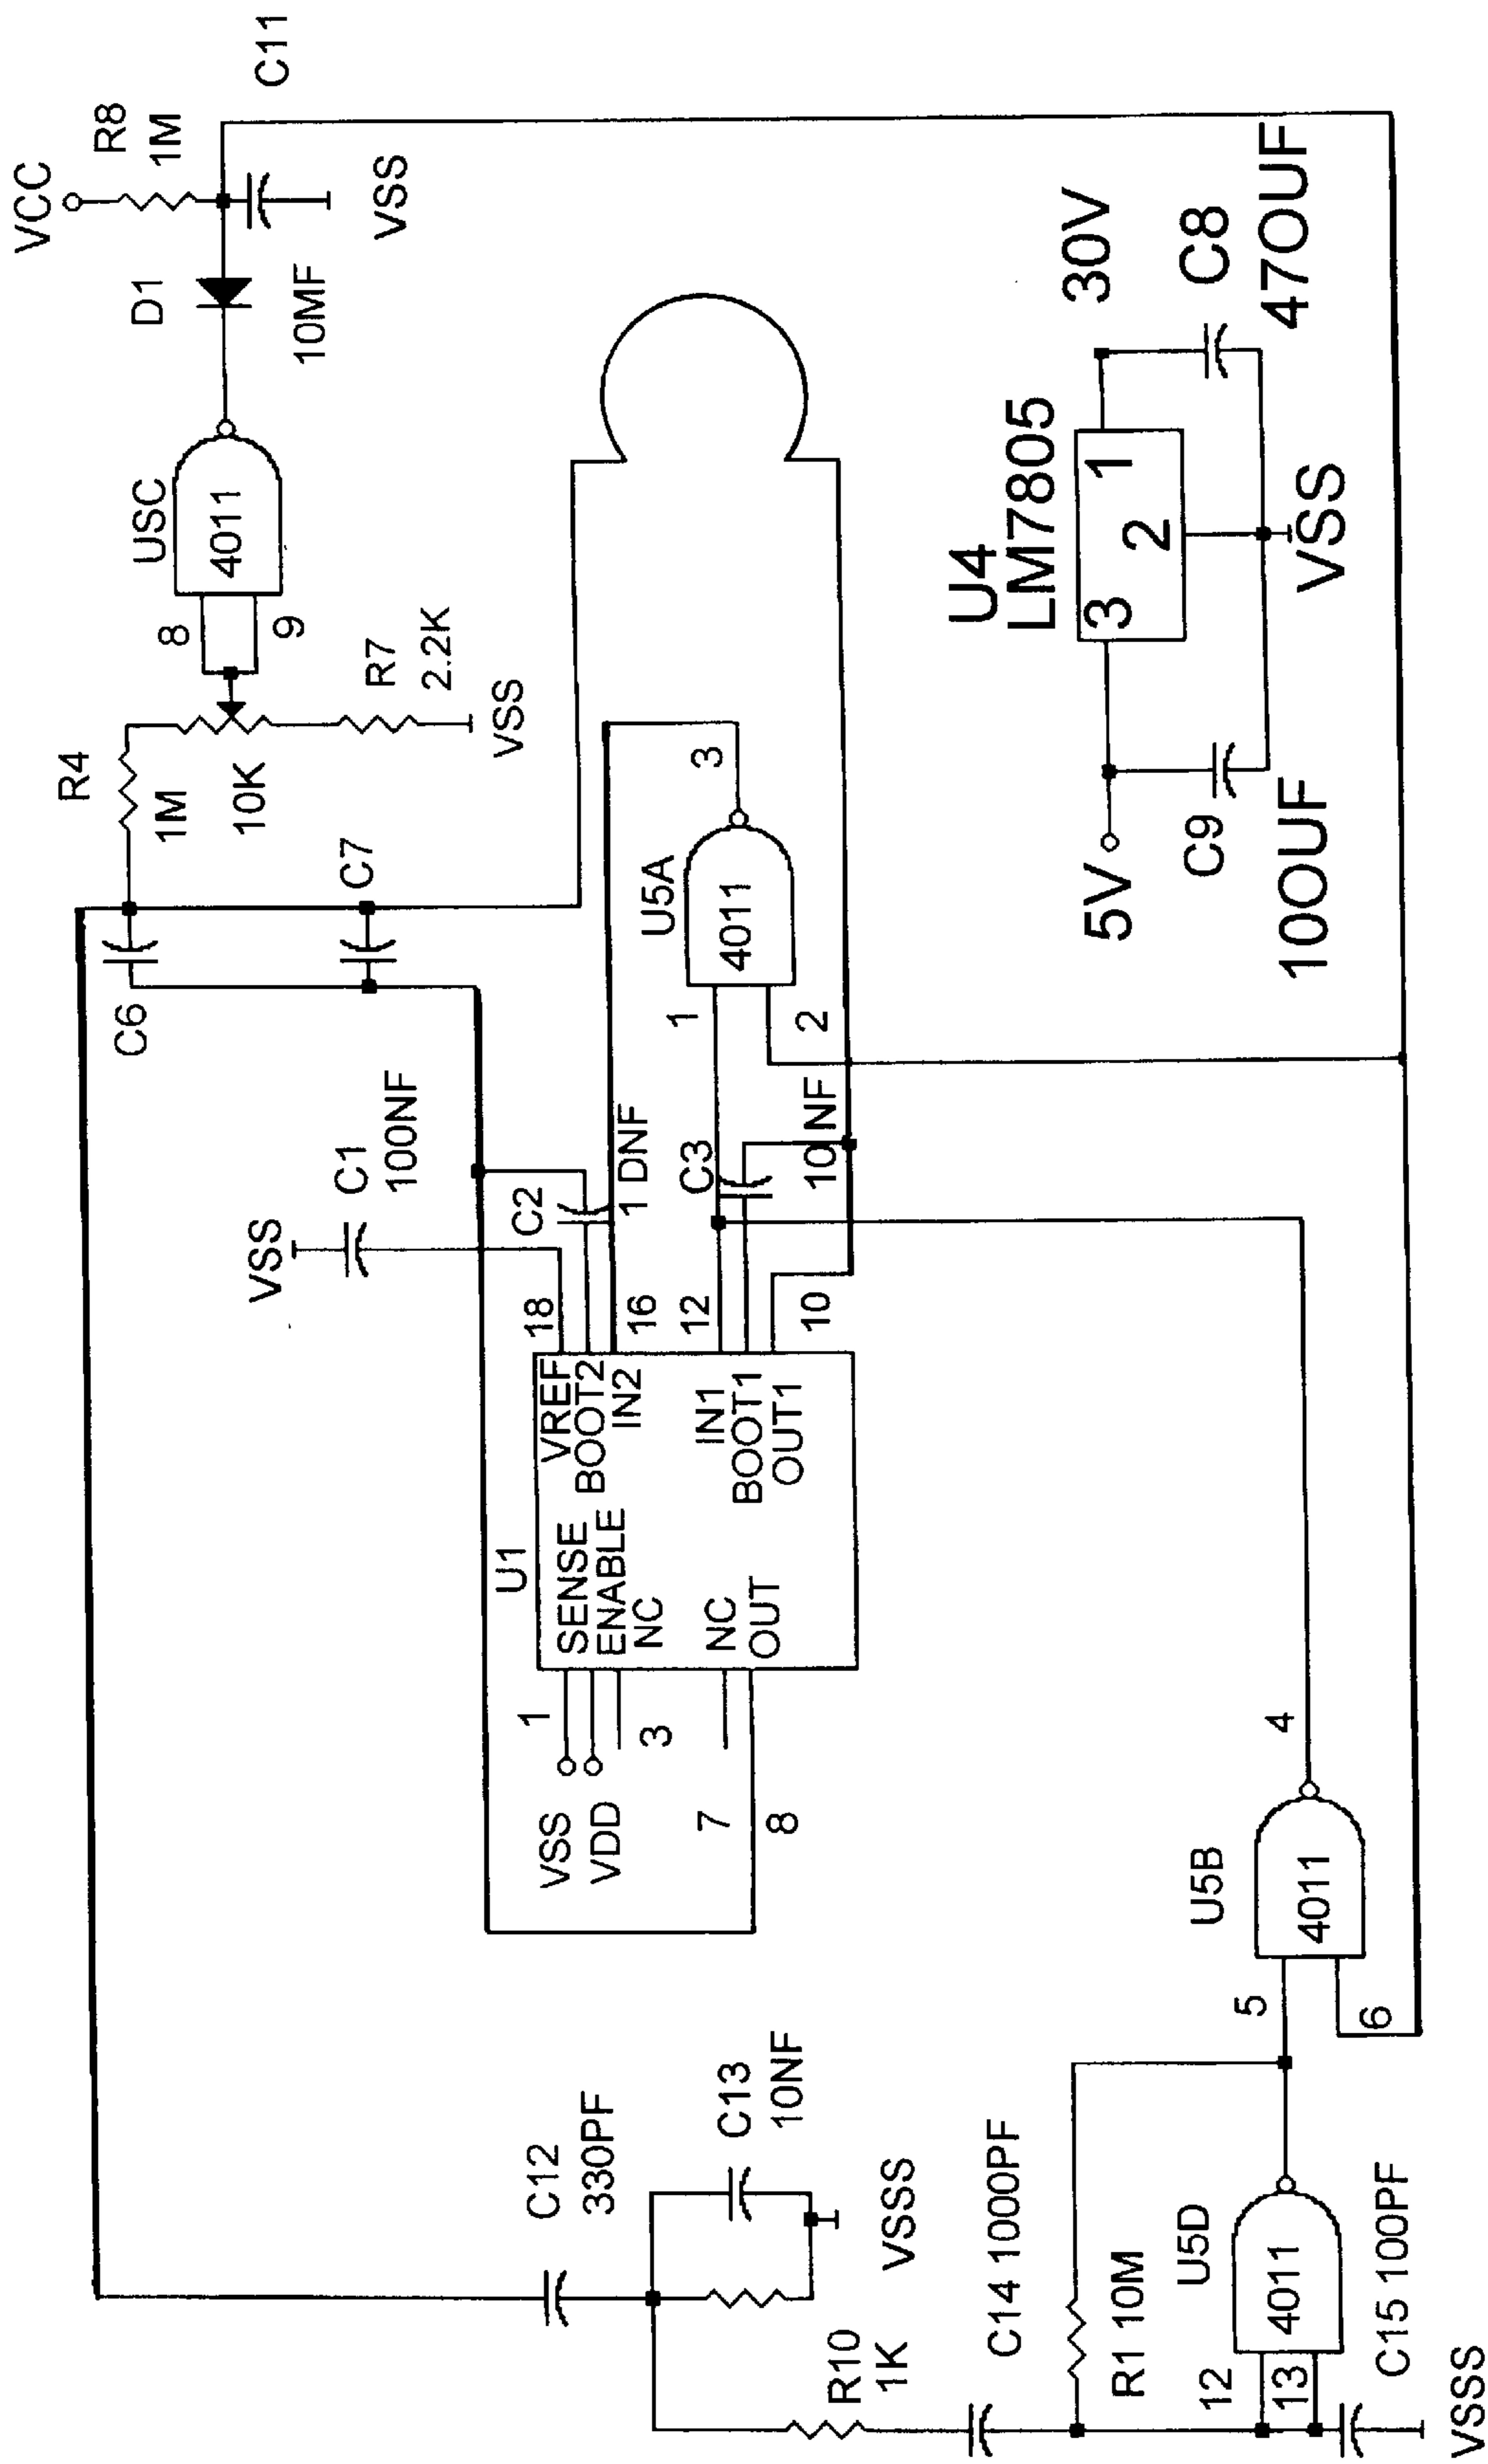 VCC
R8
1M
C11
VSS
D1
10MF
USC
4011
8
9
R7
2.2K
VSS
R4
1M
10K
C7
C6
C1
100NF
VSS
C2
1 DNF
C3
10 NF
U5A
4011
1
2
3
U4
LM7805
3
2
1
30V
C8
47OUF
VSS
5V
C9
10OUF
U1
SENSE
ENABLE
NC
NC
OUT
VREF
BOOT2
IN2
IN1
BOOT1
OUT1
18
16
12
10
1
3
7
8
VSS
VDD
U5B
4011
4
5
6
C12
330PF
C13
10NF
VSSS
R10
1K
C14 1000PF
R1 10M
U5D
4011
12
13
C15 100PF
VSSS